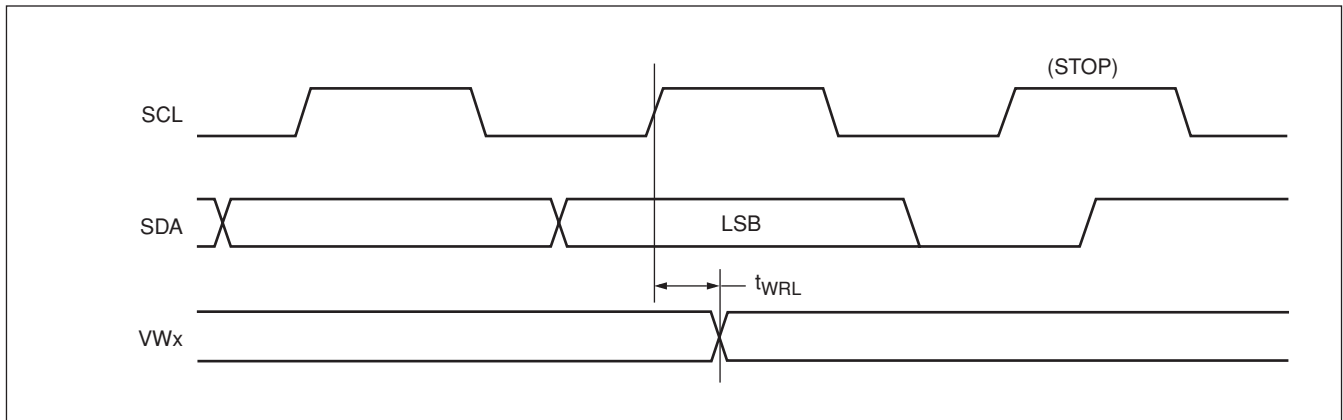 (STOP)
SCL
SDA
LSB
tWRL
VWx